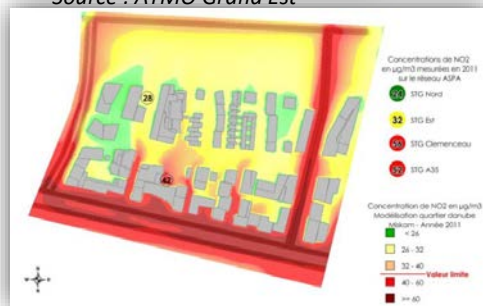 Source : ATMO Grand Est
Concentrations de NO2
en µg/m3 mesurées en 2011
sur le réseau ASPA
STG Nord
32 STG Est
STG Clemenceau
52 STG A35
28
Concentration de NO2 en µg/m3
Modélisation quartier danube
Année 2011
< 26
26 - 32
32 - 40
Valeur limite
40 - 60
>= 60